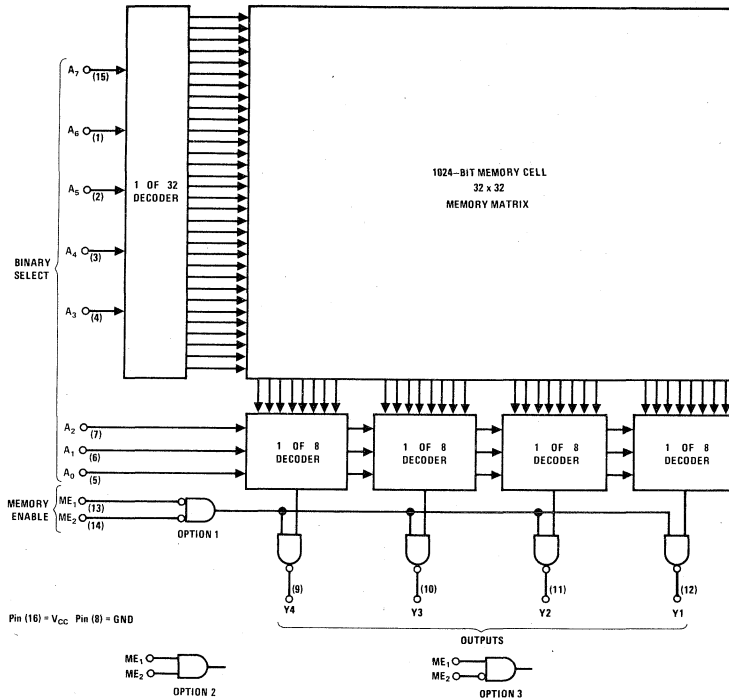 A7 (15)
A6 (1)
A5 (2)
A4 (3)
A3 (4)
1 OF 32
DECODER
1024-BIT MEMORY CELL
32 x 32
MEMORY MATRIX
BINARY
SELECT
A2 (7)
A1 (6)
A0 (5)
1 OF 8
DECODER
1 OF 8
DECODER
1 OF 8
DECODER
1 OF 8
DECODER
MEMORY
ENABLE
ME1 (13)
ME2 (14)
OPTION 1
(9)
(10)
(11)
(12)
Y4
Y3
Y2
Y1
Pin (16) = VCC Pin (8) = GND
OUTPUTS
ME1
ME2
OPTION 2
ME1
ME2
OPTION 3